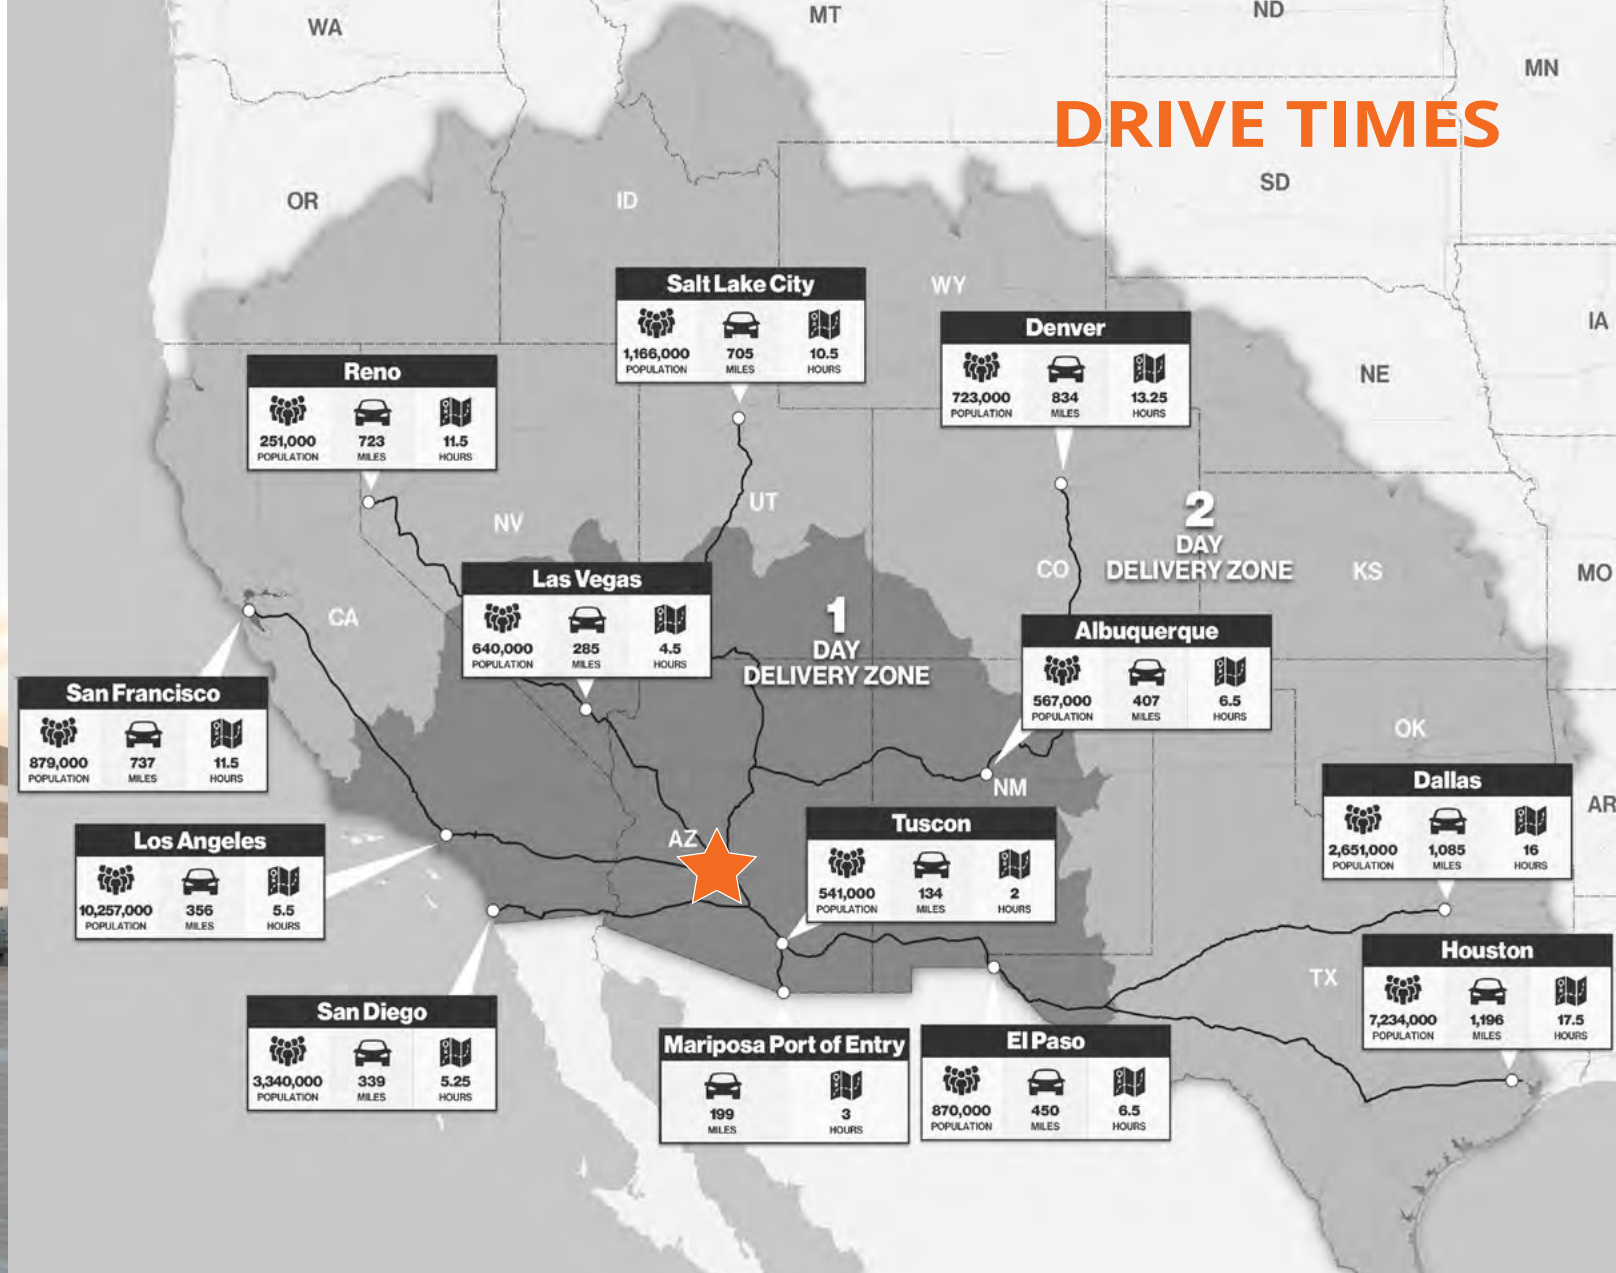 WA
MT
ND
MN
DRIVE TIMES
OR
ID
SD
WY
IA
Salt Lake City
1,166,000 705 10.5
POPULATION MILES HOURS
Denver
723,000 834 13.25
POPULATION MILES HOURS
Reno
251,000 723 11.5
POPULATION MILES HOURS
NE
NV
UT
2
DAY
DELIVERY ZONE
CO
KS
MO
Las Vegas
640,000 285 4.5
POPULATION MILES HOURS
CA
1
DAY
DELIVERY ZONE
Albuquerque
567,000 407 6.5
POPULATION MILES HOURS
San Francisco
879,000 737 11.5
POPULATION MILES HOURS
OK
NM
Dallas
2,651,000 1,085 16
POPULATION MILES HOURS
AR
Los Angeles
10,257,000 356 5.5
POPULATION MILES HOURS
AZ
Tuscon
541,000 134 2
POPULATION MILES HOURS
TX
Houston
7,234,000 1,196 17.5
POPULATION MILES HOURS
San Diego
3,340,000 339 5.25
POPULATION MILES HOURS
Mariposa Port of Entry
199 3
MILES HOURS
El Paso
870,000 450 6.5
POPULATION MILES HOURS